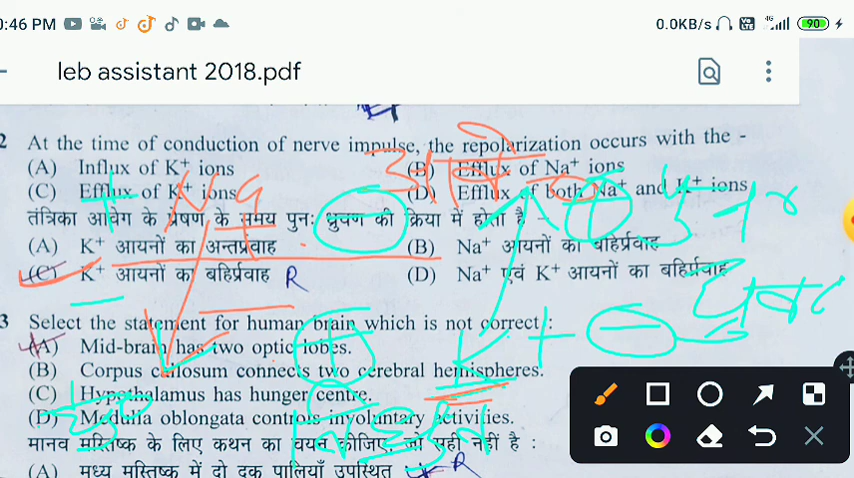 0:46 PM 0.0KB/s 4G 90
leb assistant 2018.pdf
2 At the time of conduction of nerve impulse, the repolarization occurs with the -
(A) Influx of K⁺ ions (B) Efflux of Na⁺ ions
(C) Efflux of K⁺ ions (D) Efflux of both Na⁺ and K⁺ ions
तंत्रिका आवेग के प्रेषण के समय पुनः ध्रुवण की क्रिया में होता है -
(A) K⁺ आयनों का अन्तर्प्रवाह (B) Na⁺ आयनों का बहिर्प्रवाह
(C) K⁺ आयनों का बहिर्प्रवाह R (D) Na⁺ एवं K⁺ आयनों का बहिर्प्रवाह
3 Select the statement for human brain which is not correct :
(A) Mid-brain has two optic lobes.
(B) Corpus callosum connects two cerebral hemispheres.
(C) Hypothalamus has hunger centre.
(D) Medulla oblongata controls involuntary activities.
मानव मस्तिष्क के लिए कथन का चयन कीजिए, जो सही नहीं है :
(A) मध्य मस्तिष्क में दो दृक पालियाँ उपस्थित R